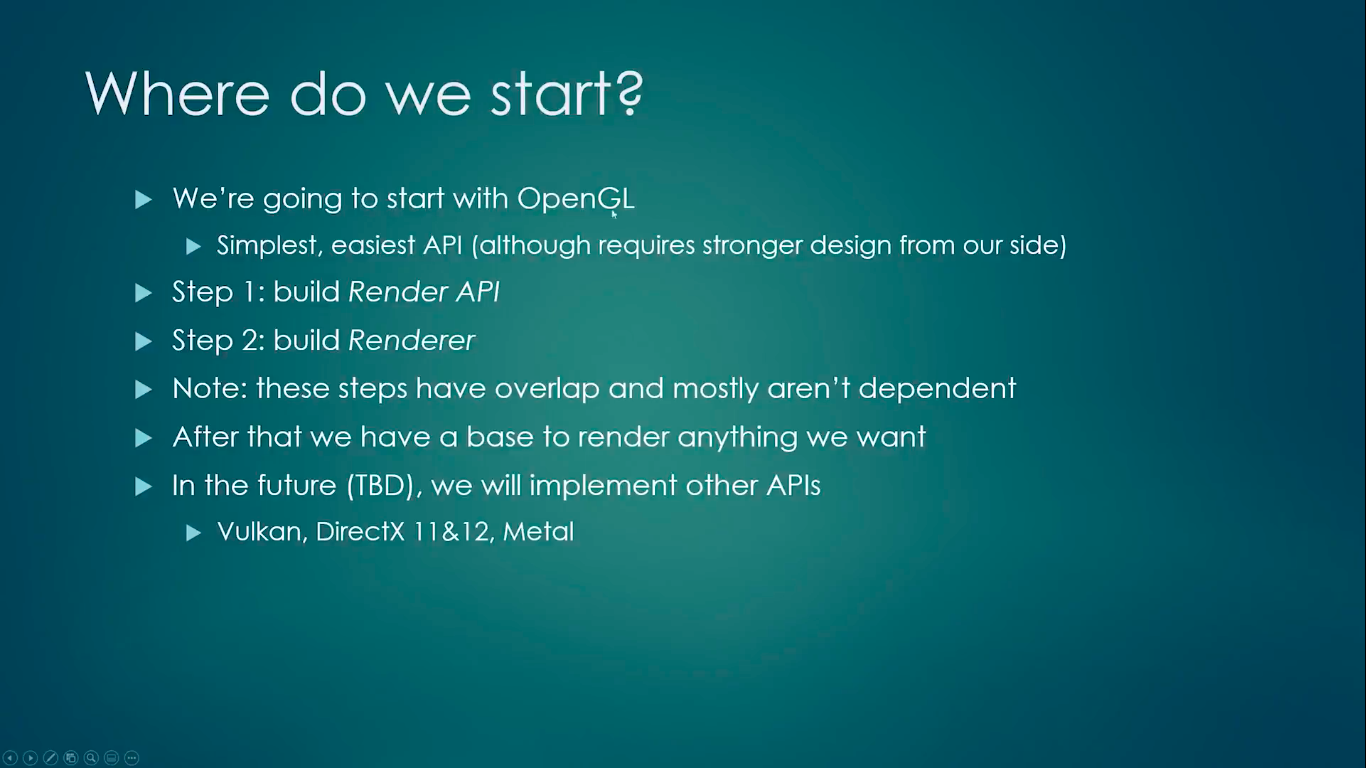 Where do we start?
We're going to start with OpenGL
Simplest, easiest API (although requires stronger design from our side)
Step 1: build Render API
Step 2: build Renderer
Note: these steps have overlap and mostly aren't dependent
After that we have a base to render anything we want
In the future (TBD), we will implement other APIs
Vulkan, DirectX 11&12, Metal